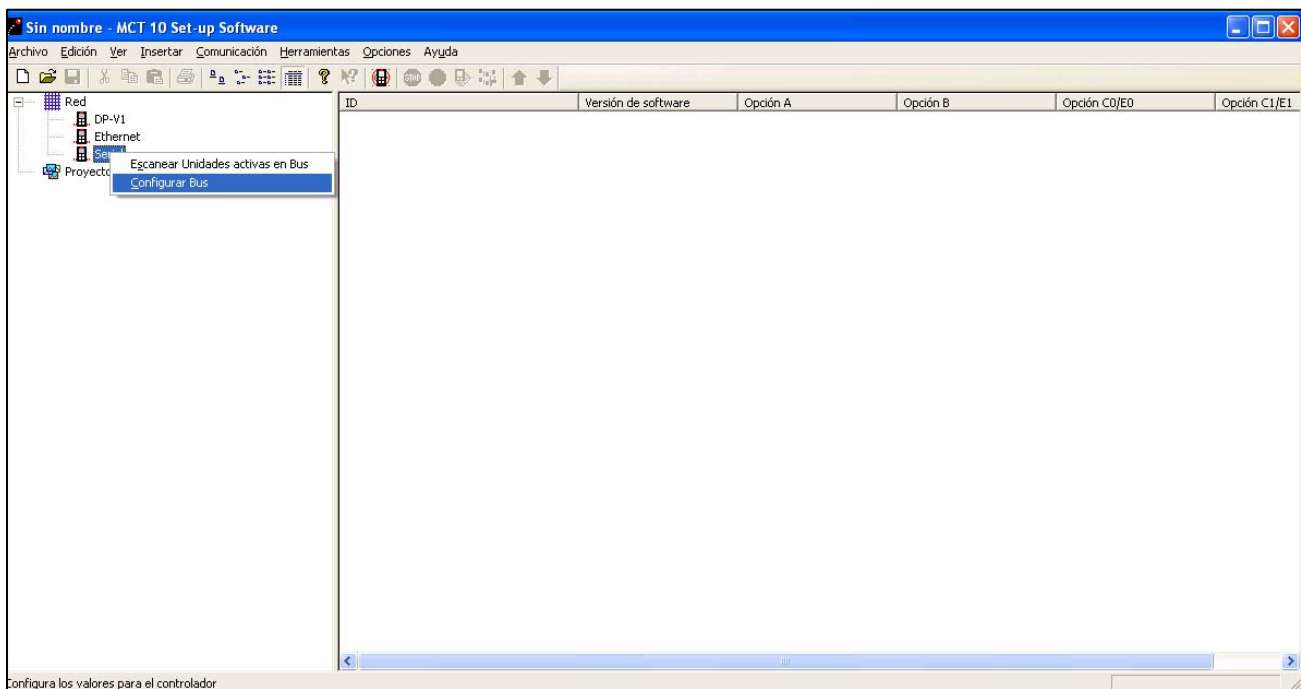 Sin nombre - MCT 10 Set-up Software
Archivo Edición Ver Insertar Comunicación Herramientas Opciones Ayuda
STOP
Red
DP-V1
Ethernet
Escanear Unidades activas en Bus
Configurar Bus
ID Versión de software Opción A Opción B Opción C0/E0 Opción C1/E1
Configura los valores para el controlador